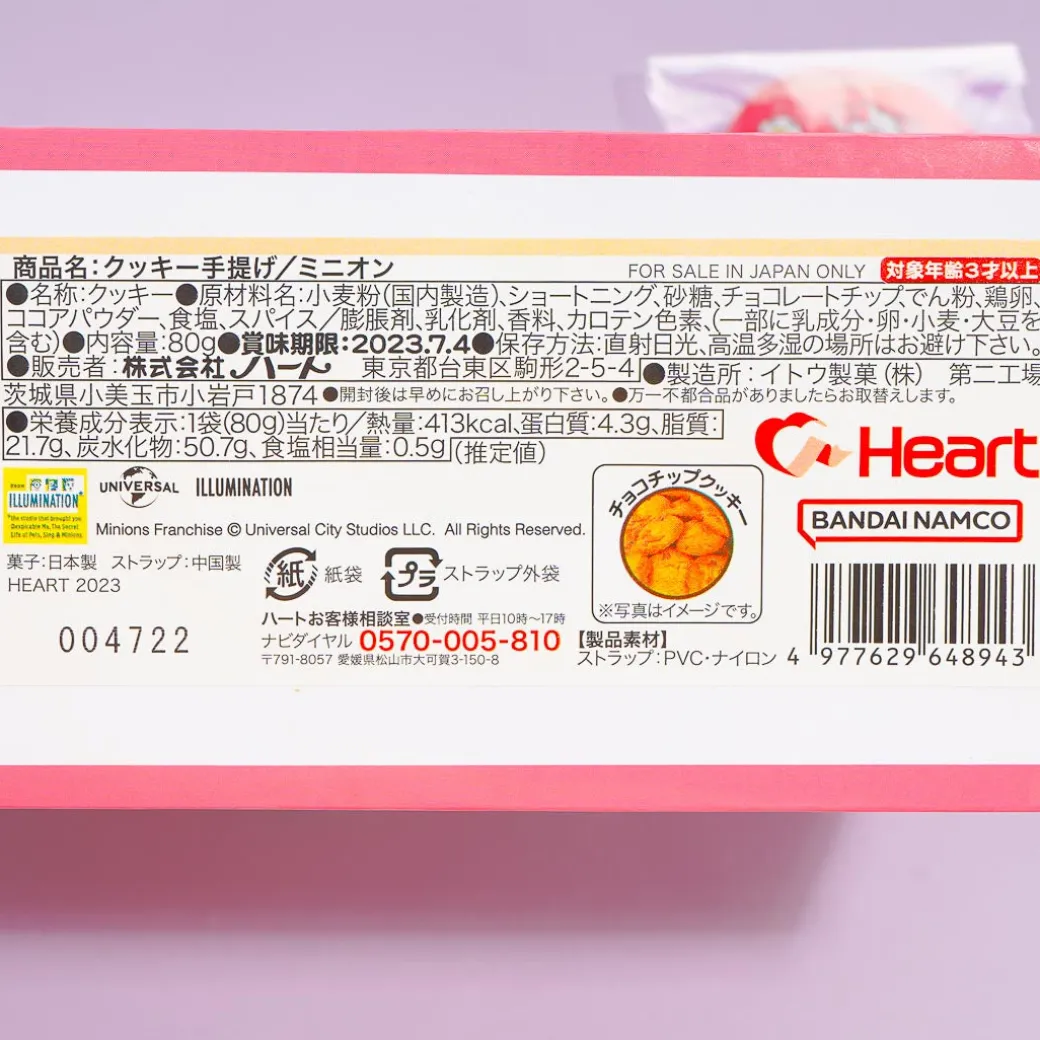 商品名:クッキー手提げ/ミニオン
FOR SALE IN JAPAN ONLY
対象年齢3才以上
●名称:クッキー●原材料名:小麦粉(国内製造)、ショートニング、砂糖、チョコレートチップ、でん粉、鶏卵、
ココアパウダー、食塩、スパイス/膨脹剤、乳化剤、香料、カロテン色素、(一部に乳成分・卵・小麦・大豆を
含む)●内容量:80g●賞味期限:2023.7.4●保存方法:直射日光、高温多湿の場所はお避け下さい。
●販売者:株式会社ハート 東京都台東区駒形2-5-4
●製造所:イトウ製菓(株) 第二工場
茨城県小美玉市小岩戸1874
●開封後は早めにお召し上がり下さい。●万一不都合品がありましたらお取替えします。
●栄養成分表示:1袋(80g)当たり/熱量:413kcal、蛋白質:4.3g、脂質:
21.7g、炭水化物:50.7g、食塩相当量:0.5g
(推定値)
Heart
BANDAI NAMCO
from
ILLUMINATION
"the studio that brought you
Despicable Me, The Secret
Life of Pets, Sing & Minions
UNIVERSAL
ILLUMINATION
Minions Franchise © Universal City Studios LLC. All Rights Reserved.
チョコチップクッキー
※写真はイメージです。
菓子:日本製 ストラップ:中国製
HEART 2023
紙
紙袋
プラ
ストラップ外袋
004722
ハートお客様相談室●受付時間 平日10時〜17時
ナビダイヤル 0570-005-810
〒791-8057 愛媛県松山市大可賀3-150-8
【製品素材】
ストラップ:PVC・ナイロン
4 977629 648943